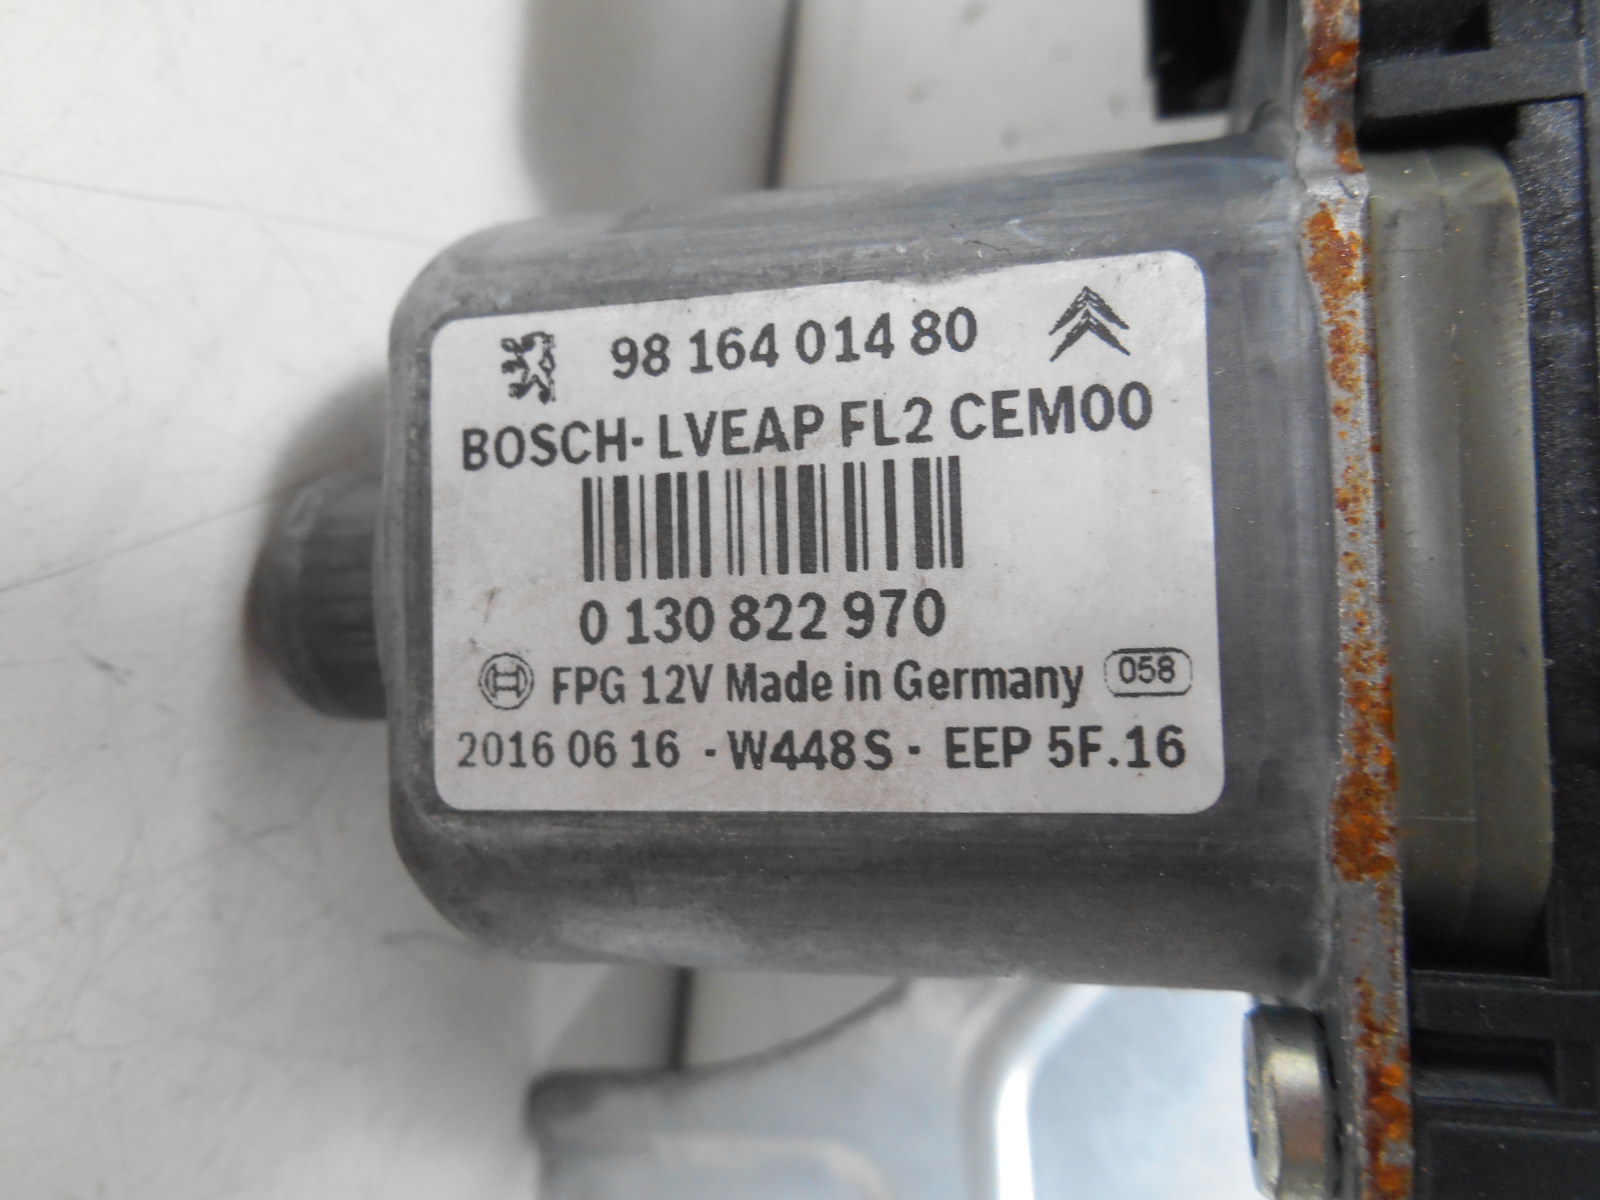 98 164 014 80
BOSCH- LVEAP FL2 CEM00
0 130 822 970
FPG 12V Made in Germany 058
2016 06 16 - W448S - EEP 5F.16